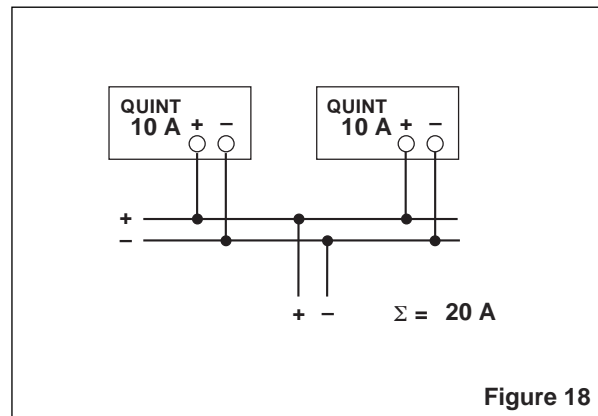 QUINT
10 A + −
QUINT
10 A + −
+
−
+ −
Σ = 20 A
Figure 18